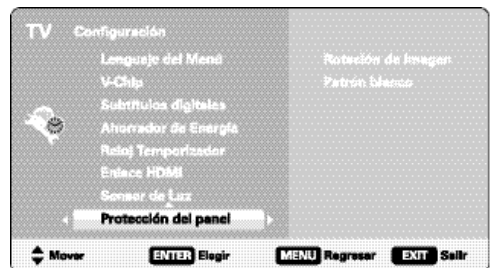 TV Configuración
Lenguaje del Menú
V-Chip
Subtítulos digitales
Ahorrador de Energía
Reloj Temporizador
Enlace HDMI
Sensor de Luz
Protección del panel
Rotación de Imagen
Patrón blanco
Mover ENTER Elegir MENU Regresar EXIT Salir